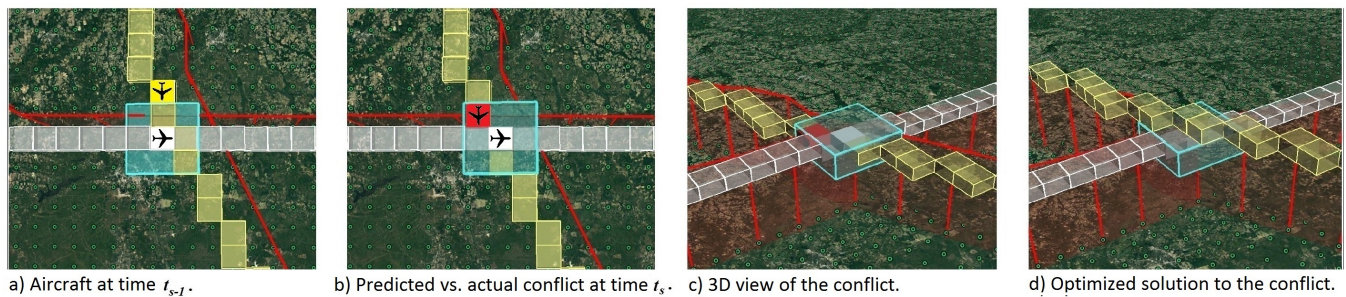 a) Aircraft at time ts-1.
b) Predicted vs. actual conflict at time ts.
c) 3D view of the conflict.
d) Optimized solution to the conflict.